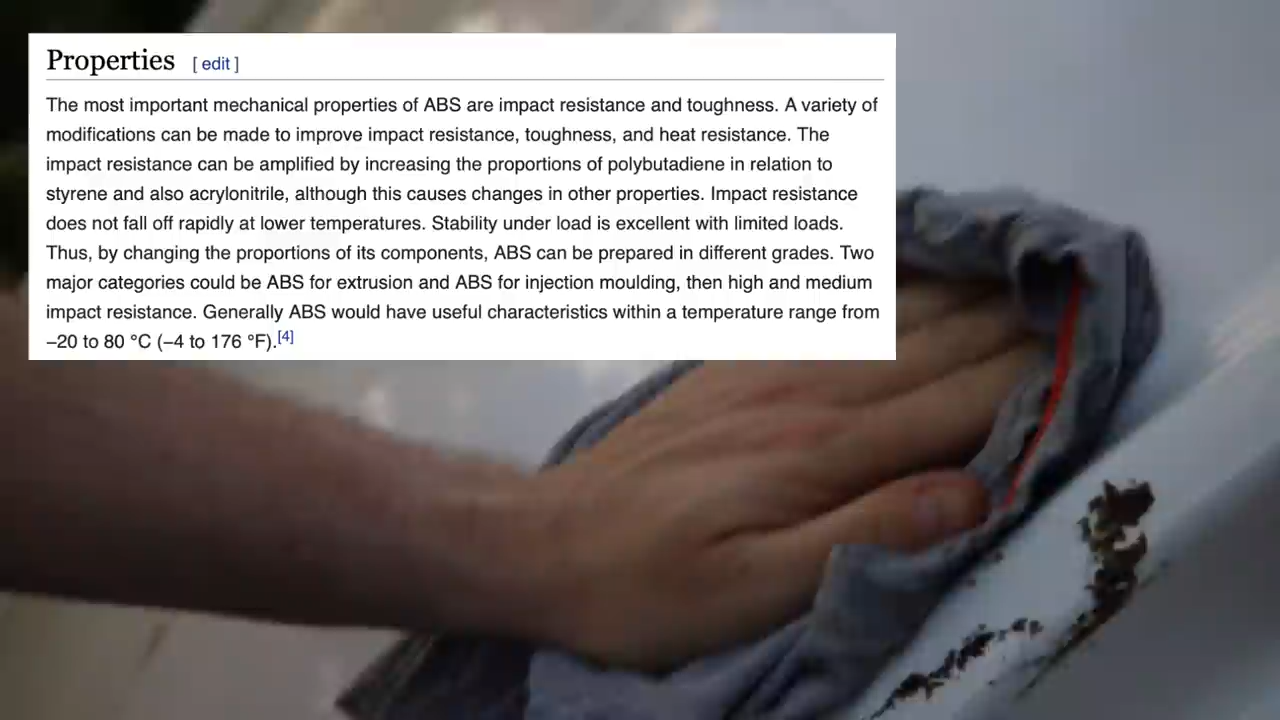 Properties [ edit ]
The most important mechanical properties of ABS are impact resistance and toughness. A variety of
modifications can be made to improve impact resistance, toughness, and heat resistance. The
impact resistance can be amplified by increasing the proportions of polybutadiene in relation to
styrene and also acrylonitrile, although this causes changes in other properties. Impact resistance
does not fall off rapidly at lower temperatures. Stability under load is excellent with limited loads.
Thus, by changing the proportions of its components, ABS can be prepared in different grades. Two
major categories could be ABS for extrusion and ABS for injection moulding, then high and medium
impact resistance. Generally ABS would have useful characteristics within a temperature range from
−20 to 80 °C (−4 to 176 °F).[4]